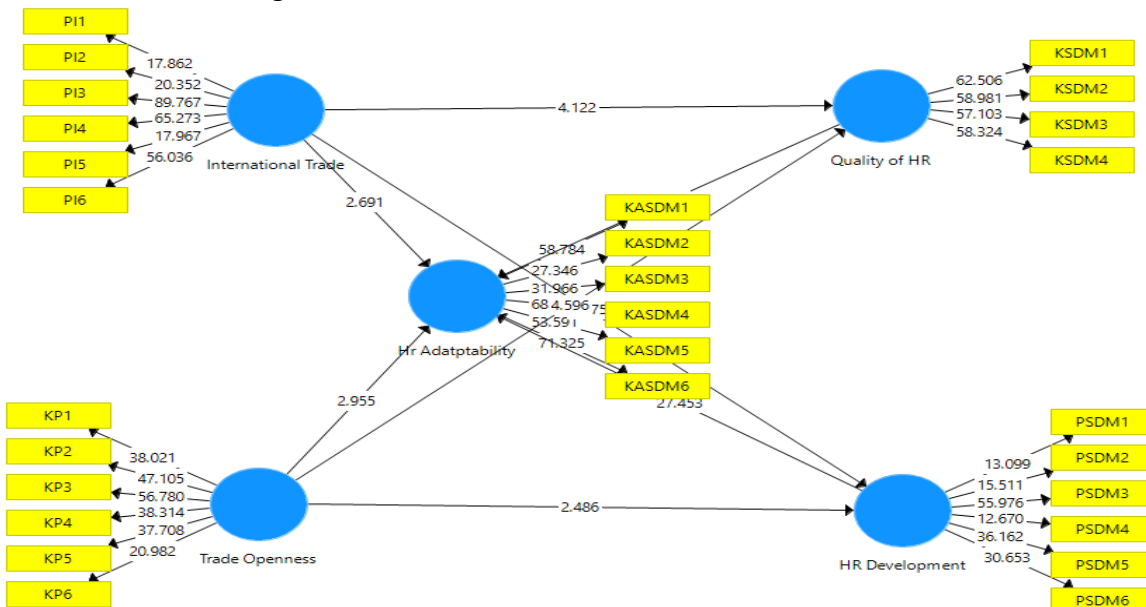 PI1
PI2
PI3
PI4
PI5
PI6
17.862
20.352
89.767
65.273
17.967
56.036
International Trade
4.122
2.691
Quality of HR
62.506
58.981
57.103
58.324
KSDM1
KSDM2
KSDM3
KSDM4
KASDM1
KASDM2
KASDM3
KASDM4
KASDM5
KASDM6
58.784
27.346
31.966
68
4.596
75
53.591
71.325
Hr Adatptability
27.453
2.955
KP1
KP2
KP3
KP4
KP5
KP6
38.021
47.105
56.780
38.314
37.708
20.982
Trade Openness
2.486
HR Development
13.099
15.511
55.976
12.670
36.162
30.653
PSDM1
PSDM2
PSDM3
PSDM4
PSDM5
PSDM6